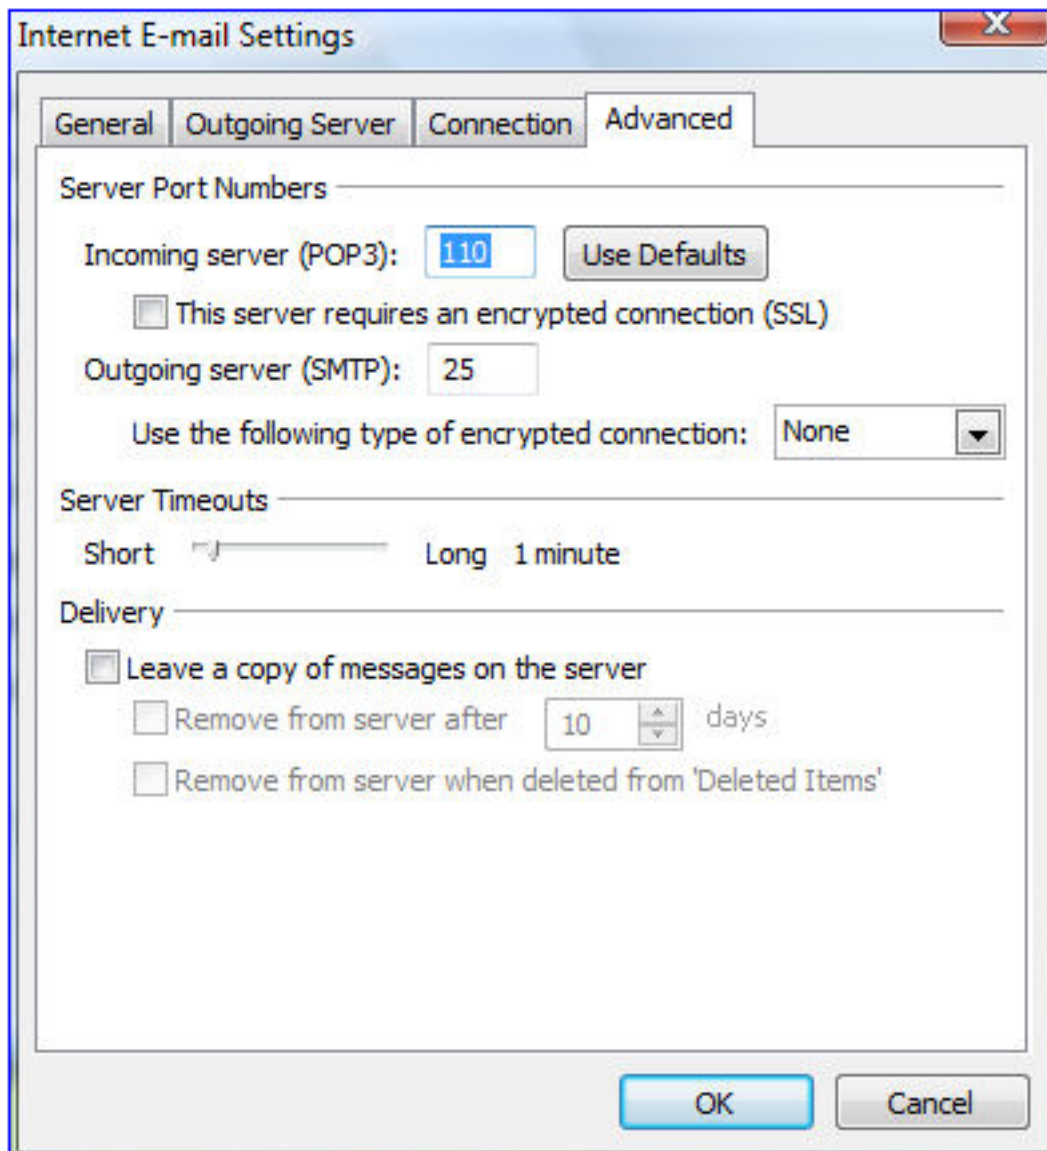 Internet E-mail Settings
General Outgoing Server Connection Advanced
Server Port Numbers
Incoming server (POP3): 110 Use Defaults
This server requires an encrypted connection (SSL)
Outgoing server (SMTP): 25
Use the following type of encrypted connection: None
Server Timeouts
Short Long 1 minute
Delivery
Leave a copy of messages on the server
Remove from server after 10 days
Remove from server when deleted from 'Deleted Items'
OK Cancel